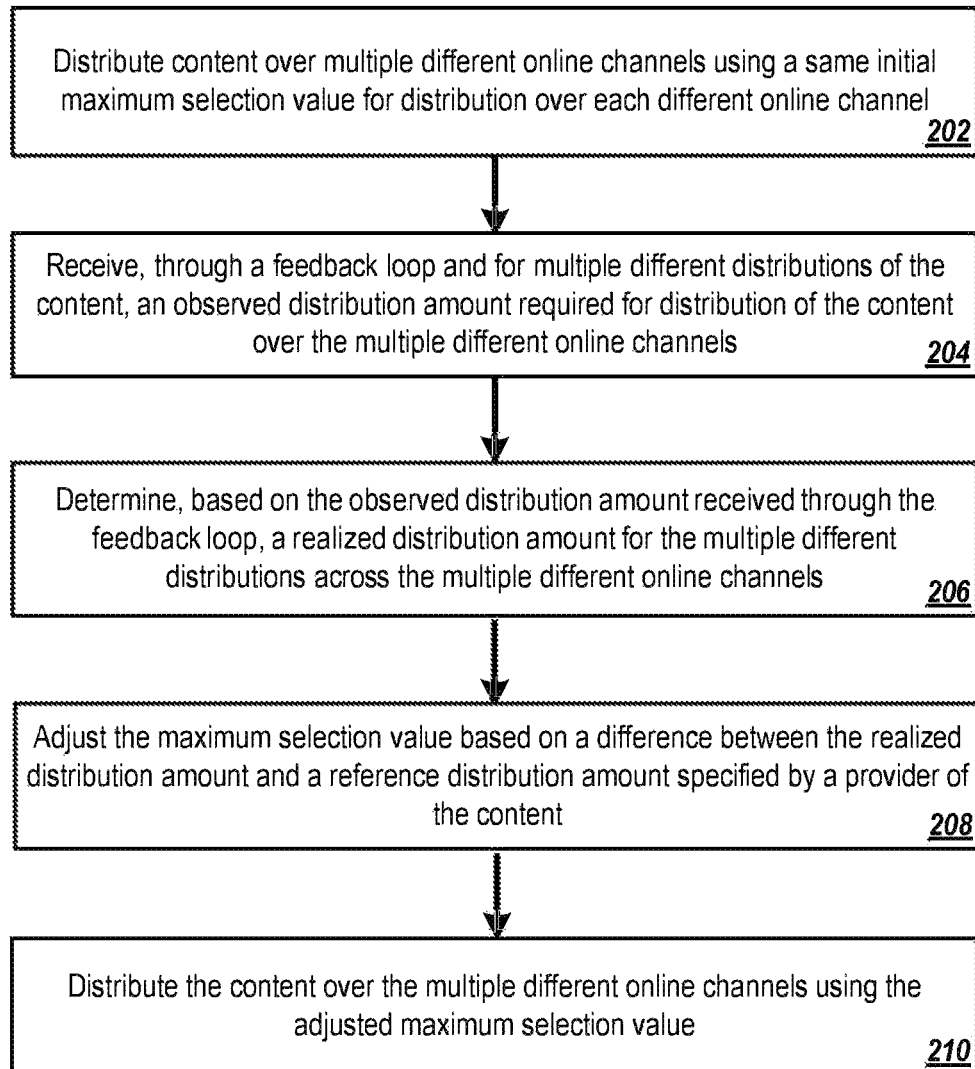 Distribute content over multiple different online channels using a same initial
maximum selection value for distribution over each different online channel
202
Receive, through a feedback loop and for multiple different distributions of the
content, an observed distribution amount required for distribution of the content
over the multiple different online channels
204
Determine, based on the observed distribution amount received through the
feedback loop, a realized distribution amount for the multiple different
distributions across the multiple different online channels
206
Adjust the maximum selection value based on a difference between the realized
distribution amount and a reference distribution amount specified by a provider of
the content
208
Distribute the content over the multiple different online channels using the
adjusted maximum selection value
210